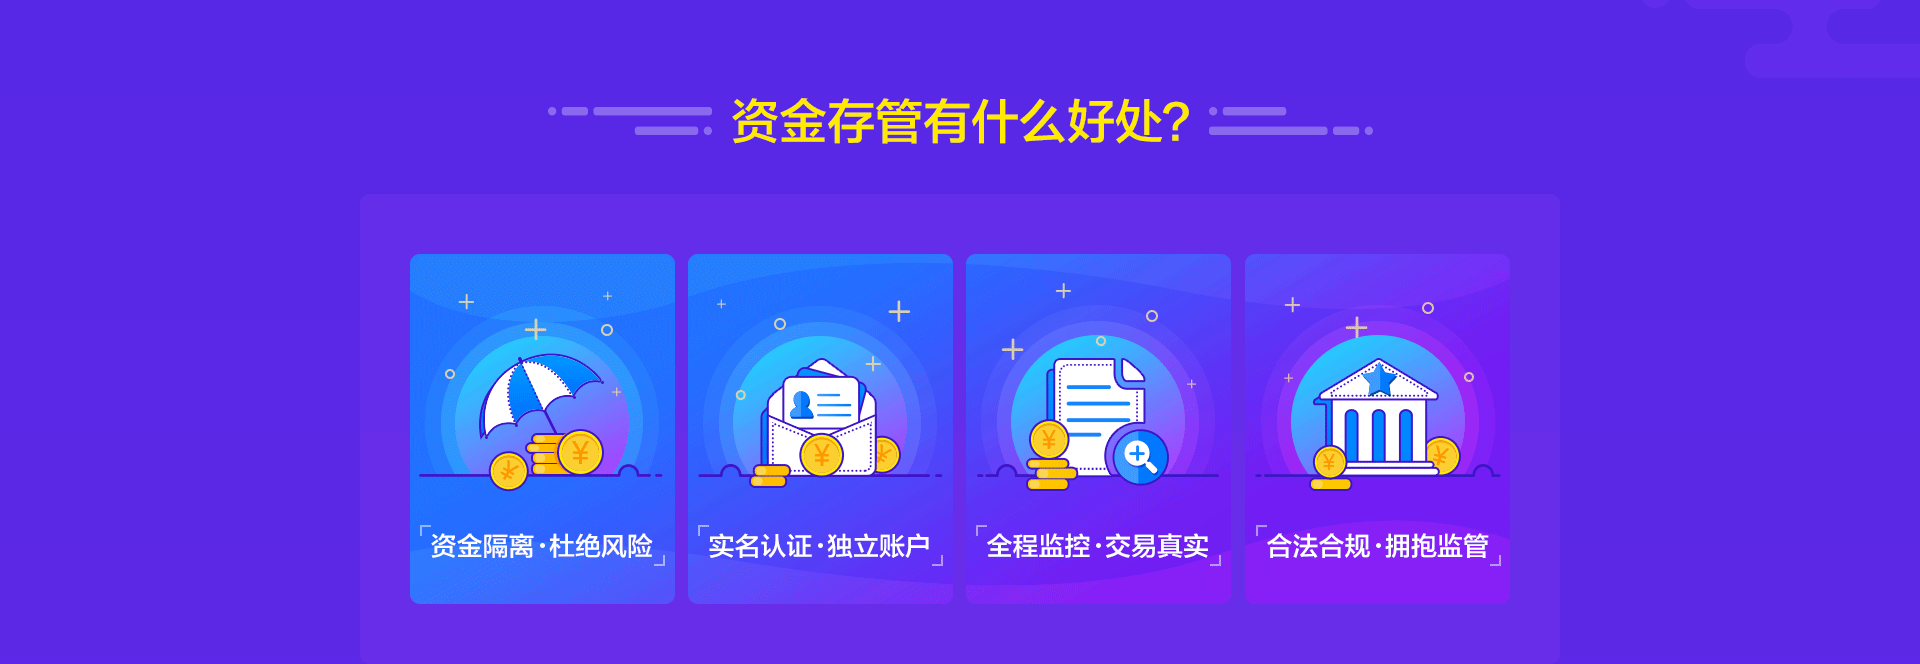 资金存管有什么好处?
资金隔离·杜绝风险
实名认证·独立账户
全程监控·交易真实
合法合规·拥抱监管